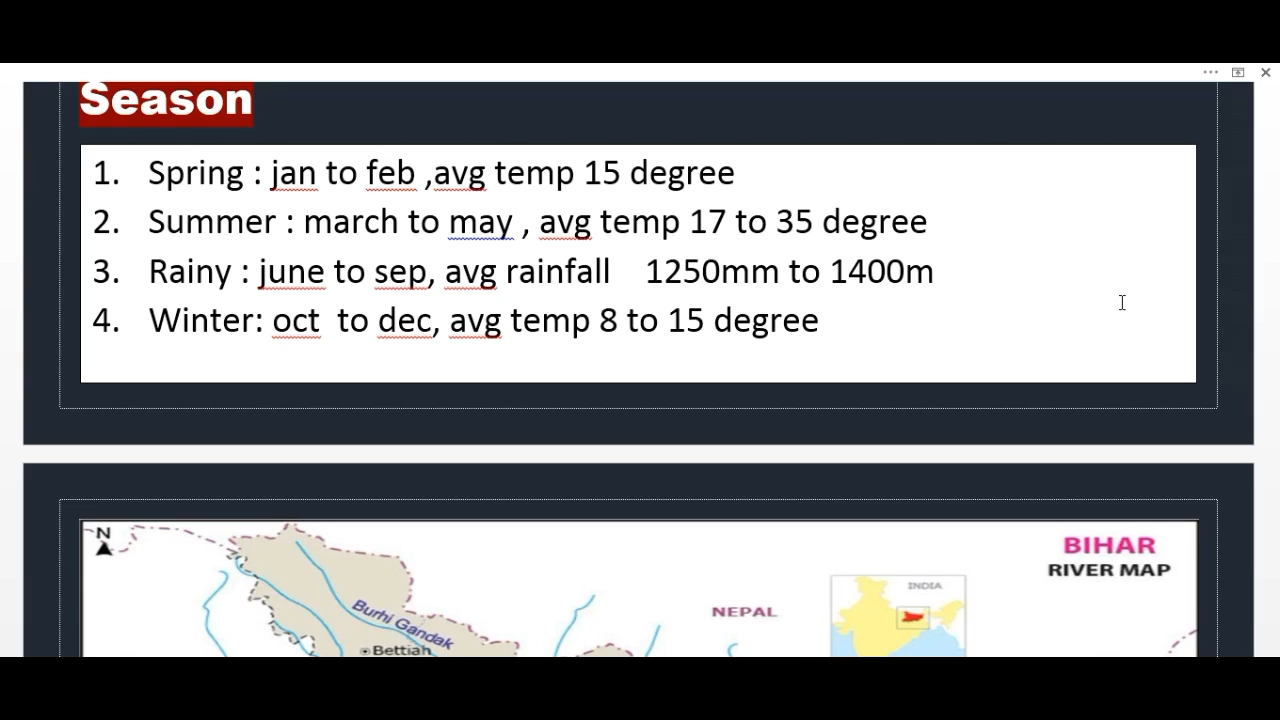 Season
1. Spring : jan to feb ,avg temp 15 degree
2. Summer : march to may , avg temp 17 to 35 degree
3. Rainy : june to sep, avg rainfall 1250mm to 1400m
4. Winter: oct to dec, avg temp 8 to 15 degree
N
BIHAR
RIVER MAP
INDIA
NEPAL
Burhi Gandak
Bettiah